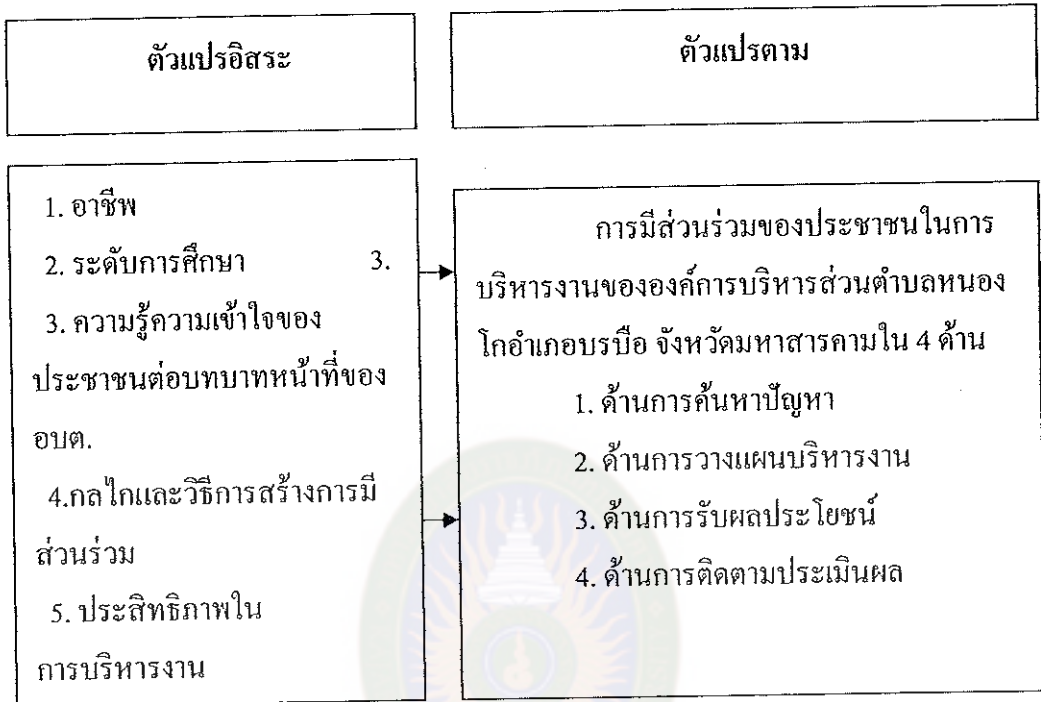 ตัวแปรอิสระ
ตัวแปรตาม
1. อาชีพ
2. ระดับการศึกษา 3.
3. ความรู้ความเข้าใจของ
ประชาชนต่อบทบาทหน้าที่ของ
อบต.
4.กลไกและวิธีการสร้างการมี
ส่วนร่วม
5. ประสิทธิภาพใน
การบริหารงาน
การมีส่วนร่วมของประชาชนในการ
บริหารงานขององค์การบริหารส่วนตำบลหนอง
โกอำเภอบรบือ จังหวัดมหาสารคามใน 4 ด้าน
1. ด้านการค้นหาปัญหา
2. ด้านการวางแผนบริหารงาน
3. ด้านการรับผลประโยชน์
4. ด้านการติดตามประเมินผล